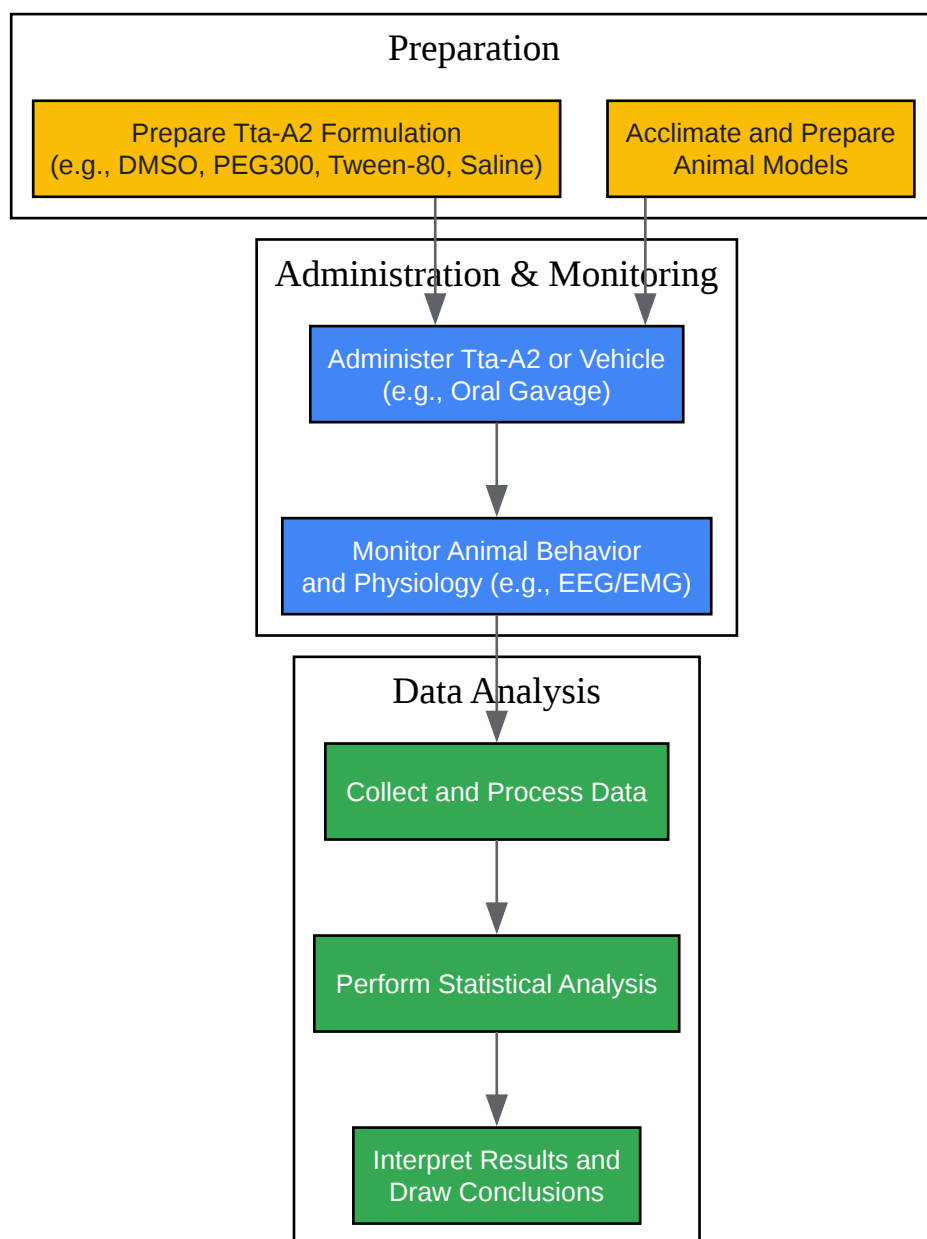 Preparation
Prepare Tta-A2 Formulation
(e.g., DMSO, PEG300, Tween-80, Saline)
Acclimate and Prepare
Animal Models
Administration & Monitoring
Administer Tta-A2 or Vehicle
(e.g., Oral Gavage)
Monitor Animal Behavior
and Physiology (e.g., EEG/EMG)
Data Analysis
Collect and Process Data
Perform Statistical Analysis
Interpret Results and
Draw Conclusions